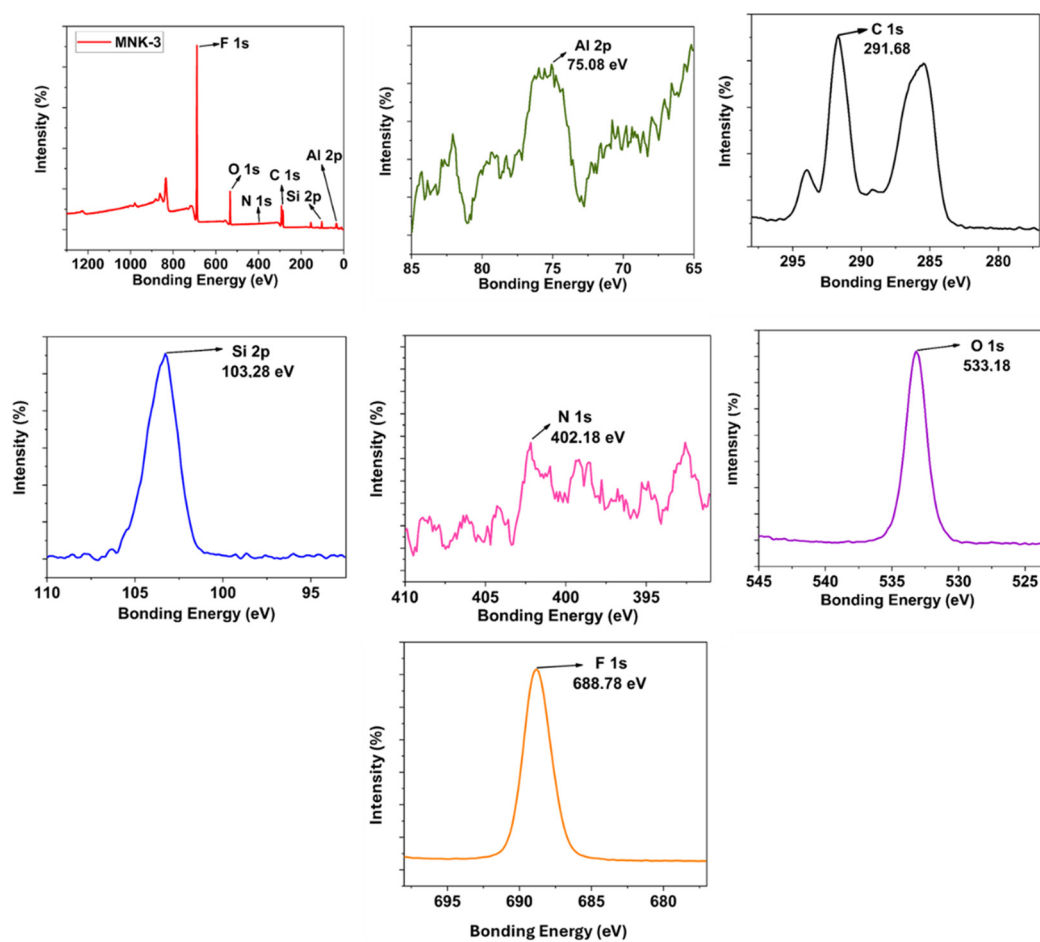 MNK-3
F 1s
O 1s
N 1s
C 1s
Si 2p
Al 2p
Intensity (%)
1200 1000 800 600 400 200 0
Bonding Energy (eV)
Al 2p
75.08 eV
Intensity (%)
85 80 75 70 65
Bonding Energy (eV)
C 1s
291.68
Intensity (%)
295 290 285 280
Bonding Energy (eV)
Si 2p
103.28 eV
Intensity (%)
110 105 100 95
Bonding Energy (eV)
N 1s
402.18 eV
Intensity (%)
410 405 400 395
Bonding Energy (eV)
O 1s
533.18
Intensity (%)
545 540 535 530 525
Bonding Energy (eV)
F 1s
688.78 eV
Intensity (%)
695 690 685 680
Bonding Energy (eV)